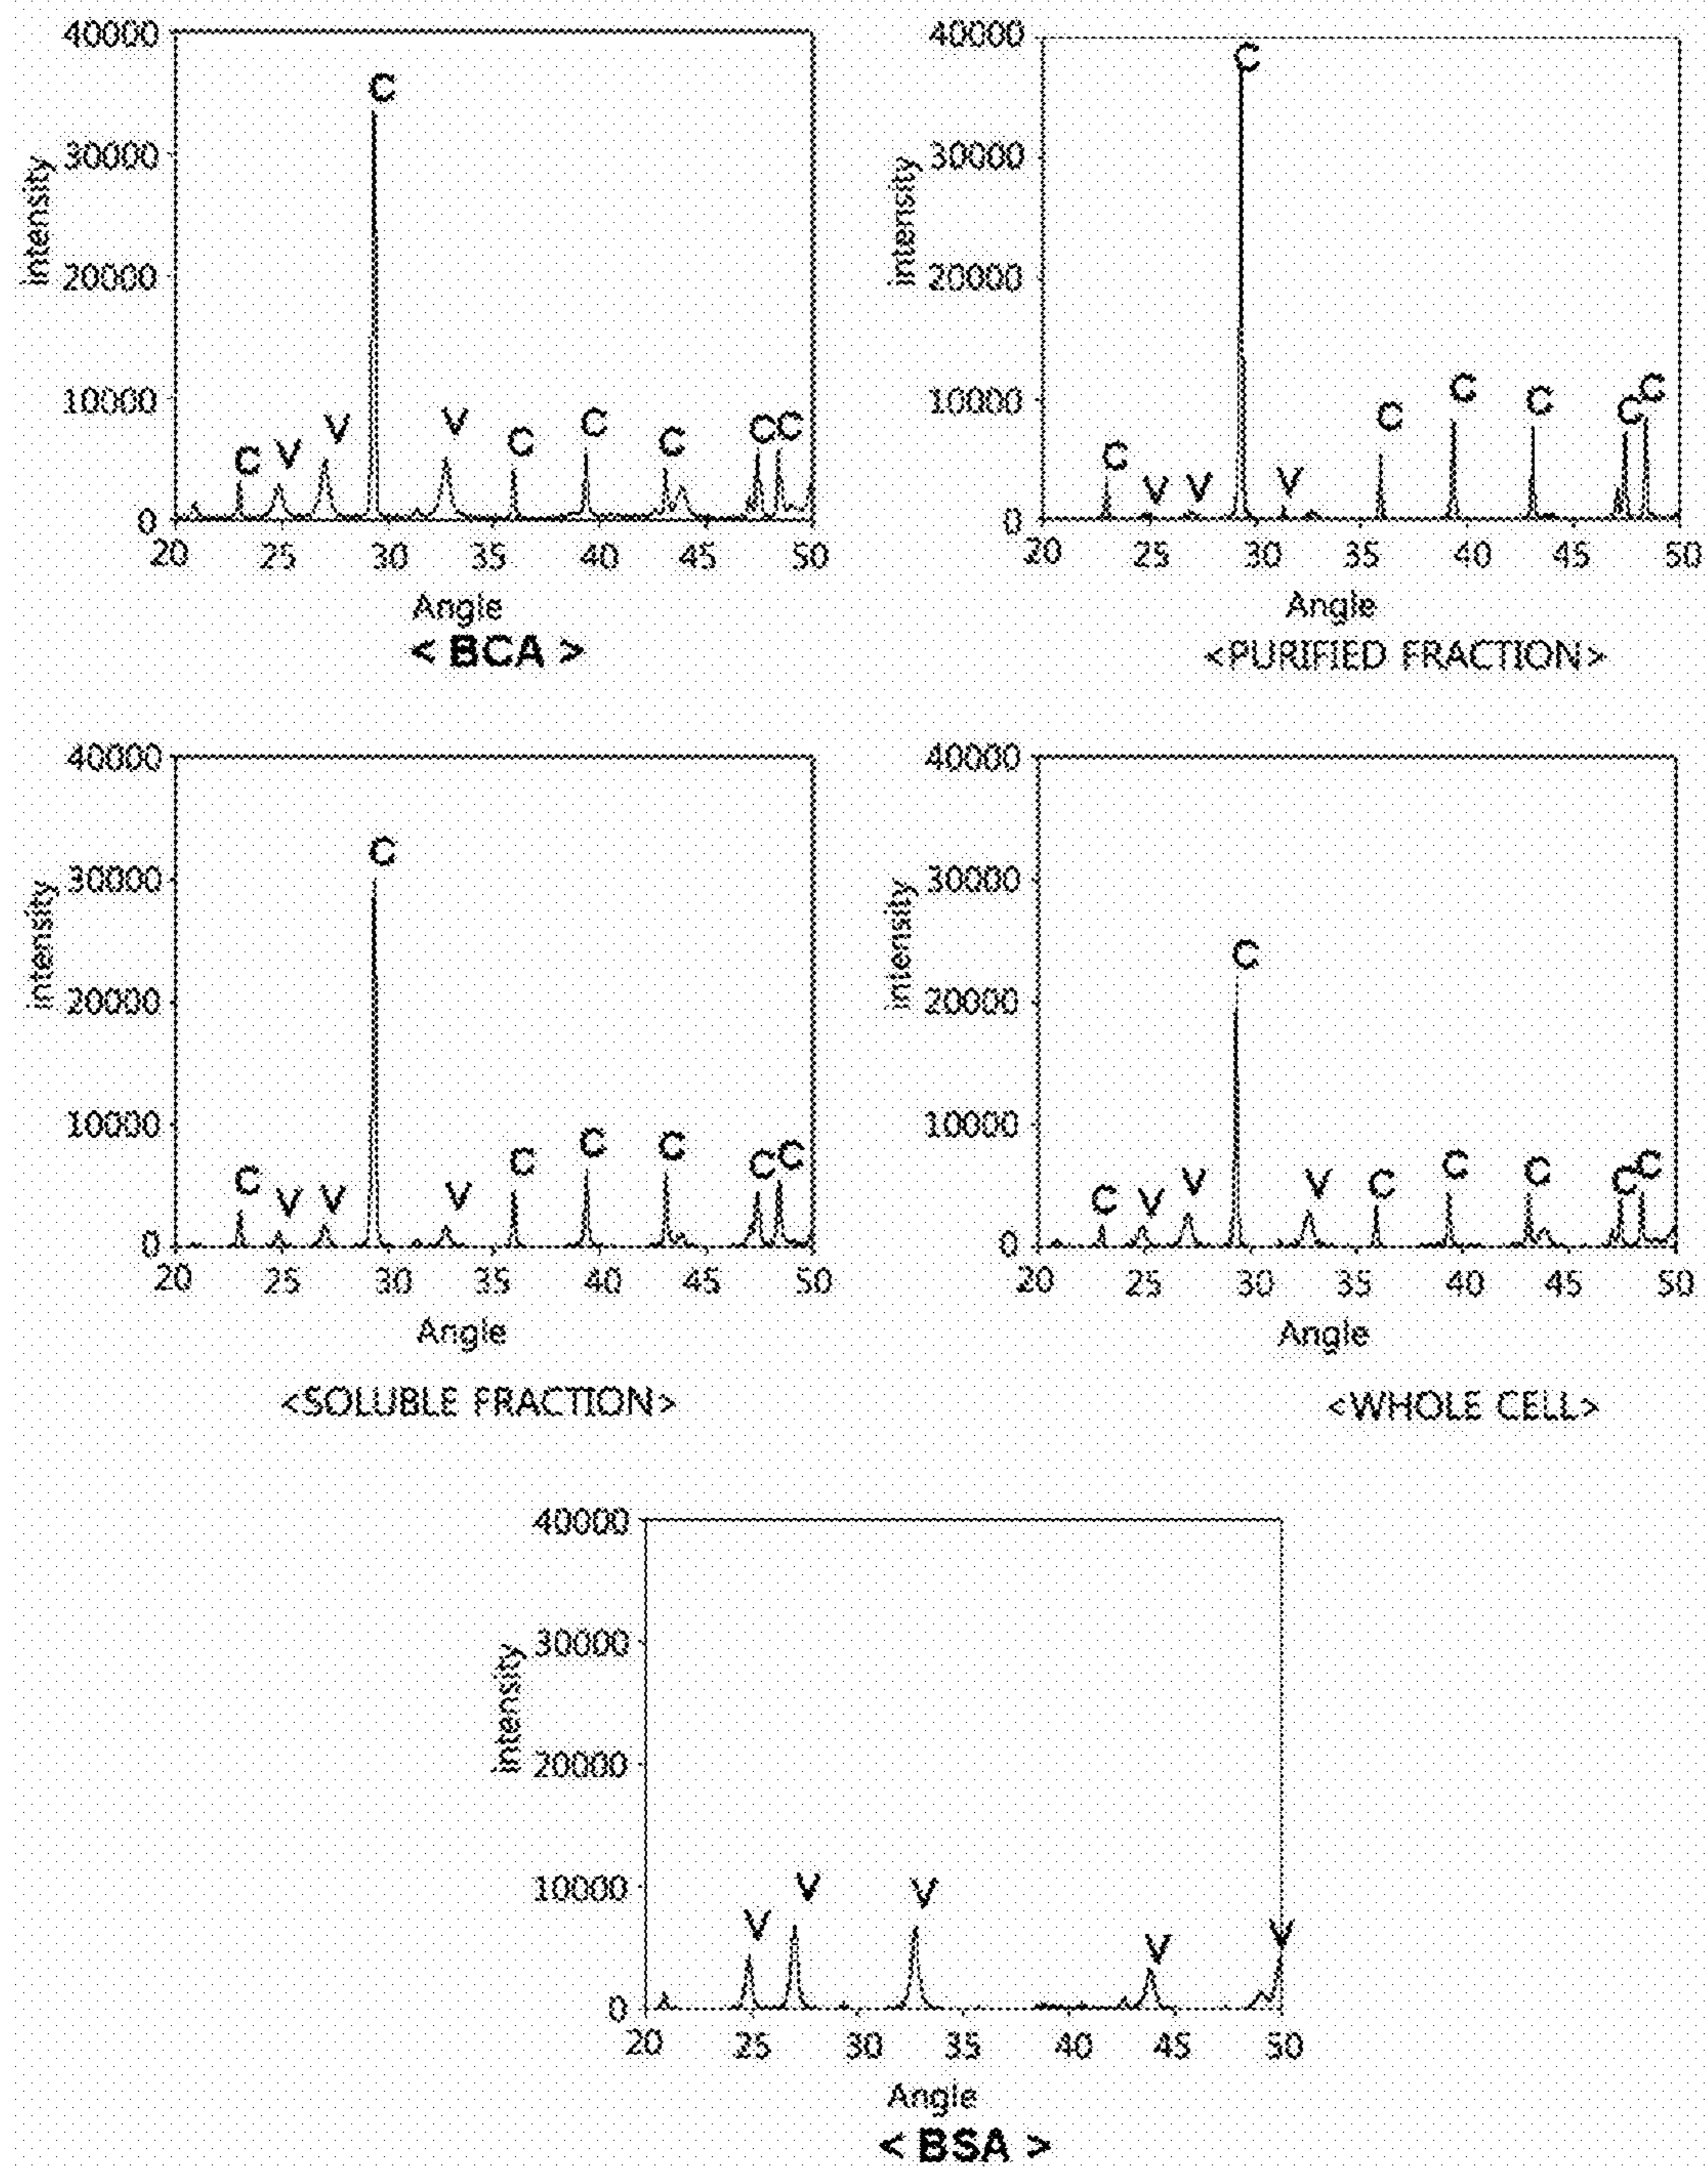 40000
30000
20000
10000
0
intensity
C
C
V
V
V
C
C
C
C
C
20 25 30 35 40 45 50
Angle
< BCA >
40000
30000
20000
10000
0
intensity
C
C
V
V
V
C
C
C
C
C
20 25 30 35 40 45 50
Angle
<PURIFIED FRACTION>
40000
30000
20000
10000
0
intensity
C
C
V
V
V
C
C
C
C
C
20 25 30 35 40 45 50
Angle
<SOLUBLE FRACTION>
40000
30000
20000
10000
0
intensity
C
C
V
V
V
C
C
C
C
C
20 25 30 35 40 45 50
Angle
<WHOLE CELL>
40000
30000
20000
10000
0
intensity
V
V
V
V
V
20 25 30 35 40 45 50
Angle
< BSA >